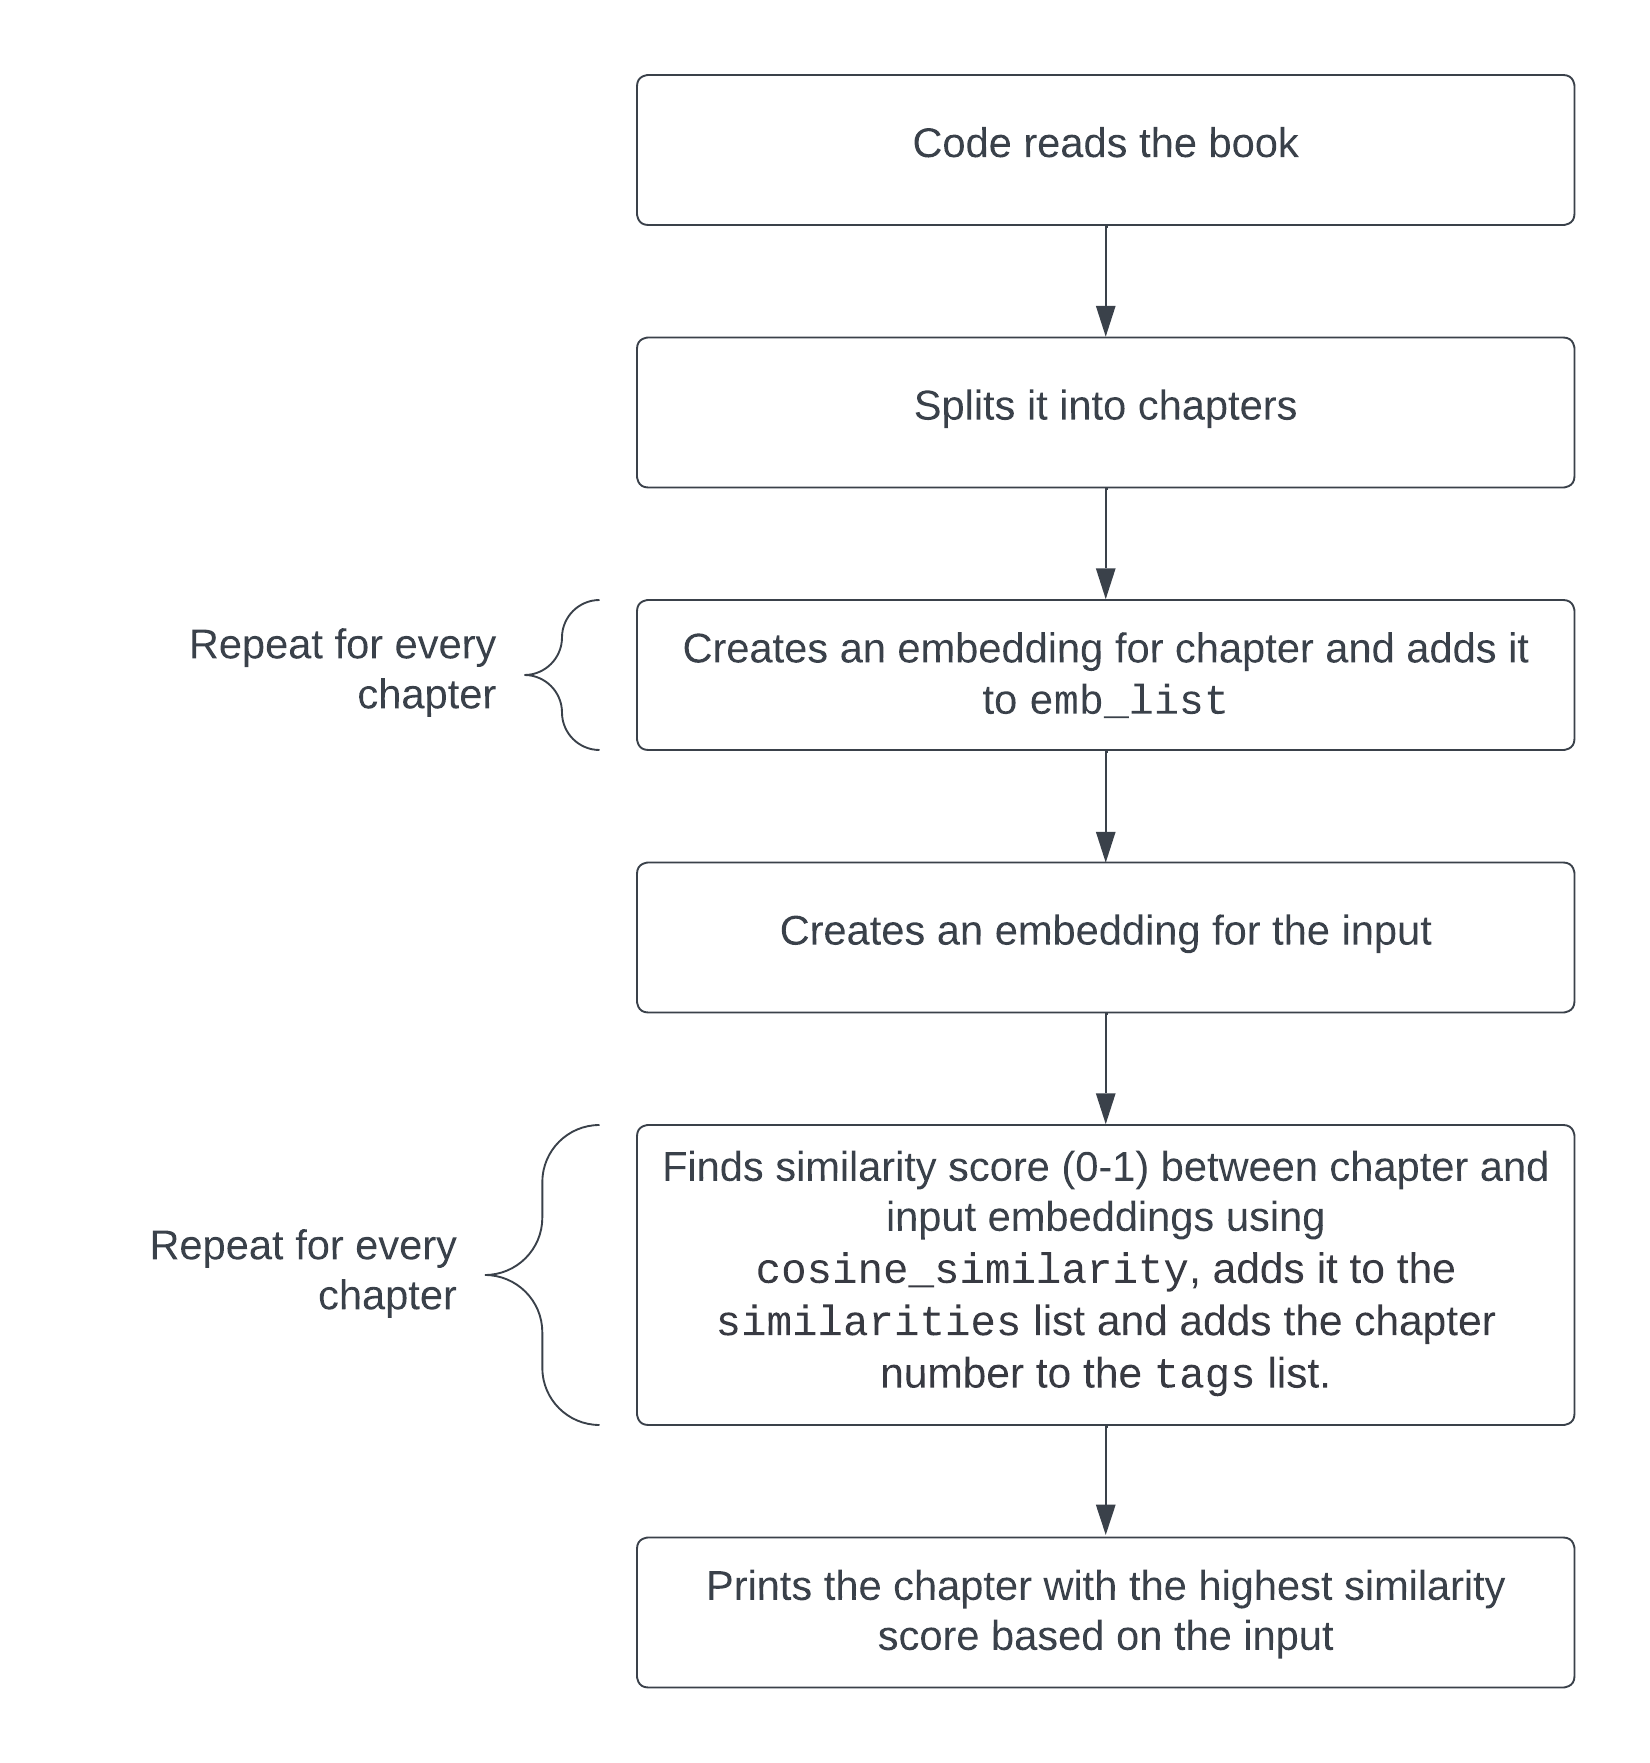 Code reads the book
Splits it into chapters
Repeat for every
chapter
Creates an embedding for chapter and adds it
to emb_list
Creates an embedding for the input
Repeat for every
chapter
Finds similarity score (0-1) between chapter and
input embeddings using
cosine_similarity, adds it to the
similarities list and adds the chapter
number to the tags list.
Prints the chapter with the highest similarity
score based on the input